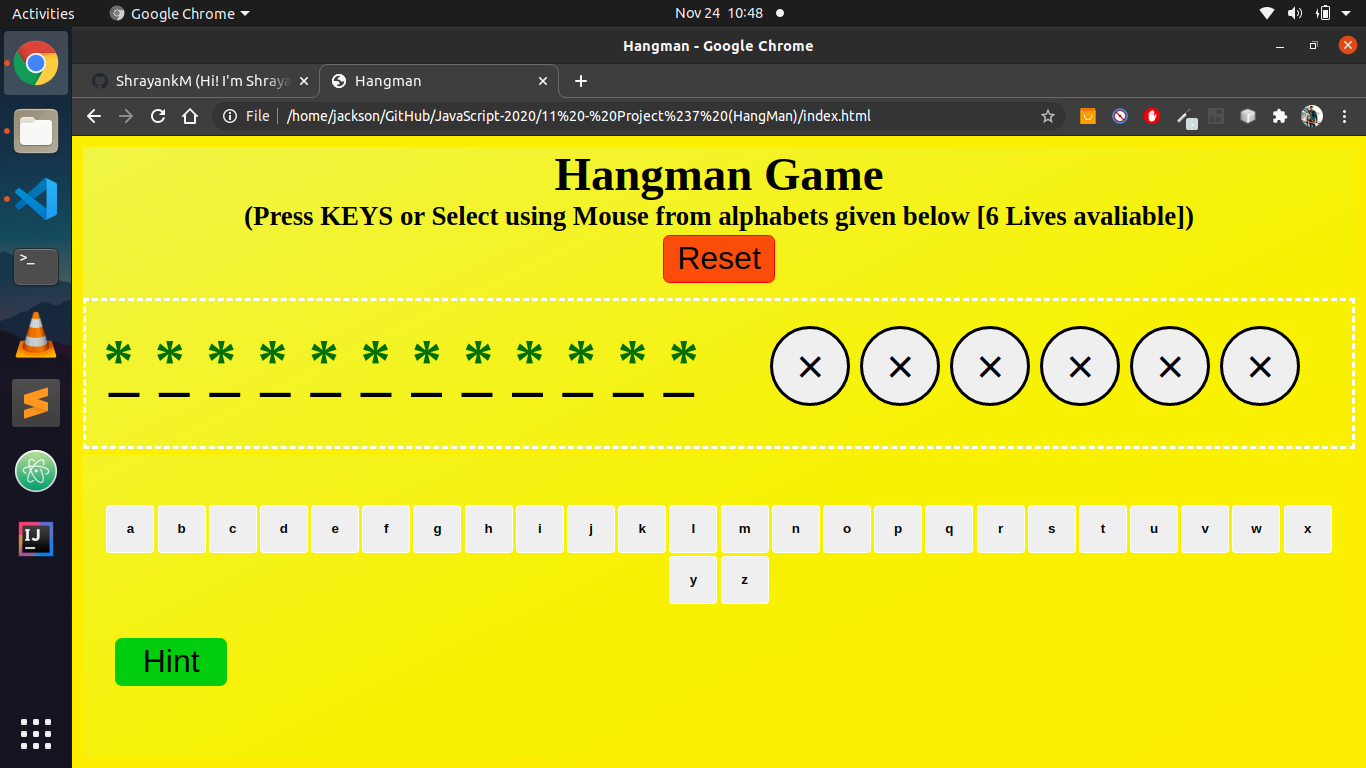 Activities Google Chrome Nov 24 10:48
Hangman - Google Chrome
ShrayankM (Hi! I'm Shraya Hangman
File /home/jackson/GitHub/JavaScript-2020/11%20-%20Project%237%20(HangMan)/index.html
Hangman Game
(Press KEYS or Select using Mouse from alphabets given below [6 Lives avaliable])
Reset
* * * * * * * * * * * *
_ _ _ _ _ _ _ _ _ _ _ _
× × × × × ×
a b c d e f g h i j k l m n o p q r s t u v w x
y z
Hint
>_
IJ